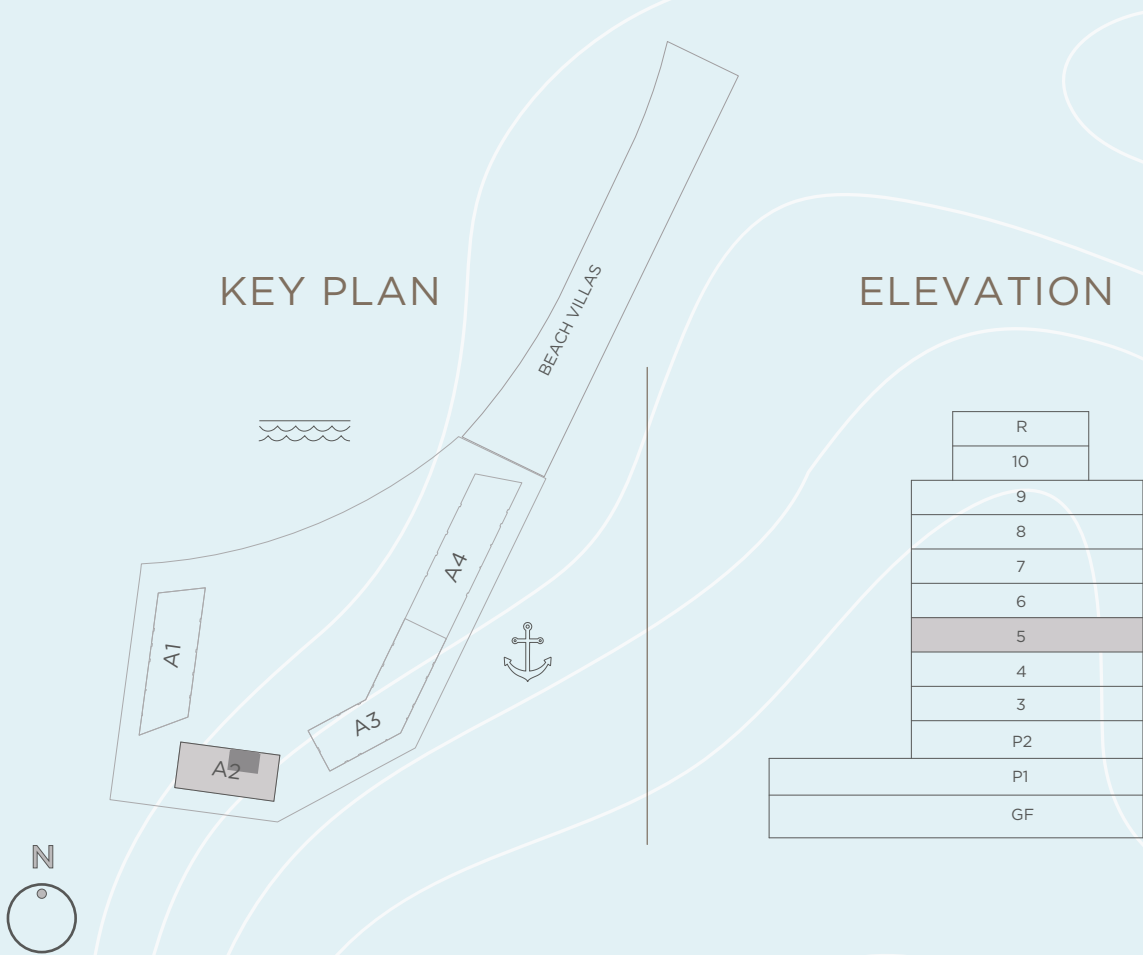 KEY PLAN
BEACH VILLAS
A4
A1
A3
A2
N
ELEVATION
R
10
9
8
7
6
5
4
3
P2
P1
GF